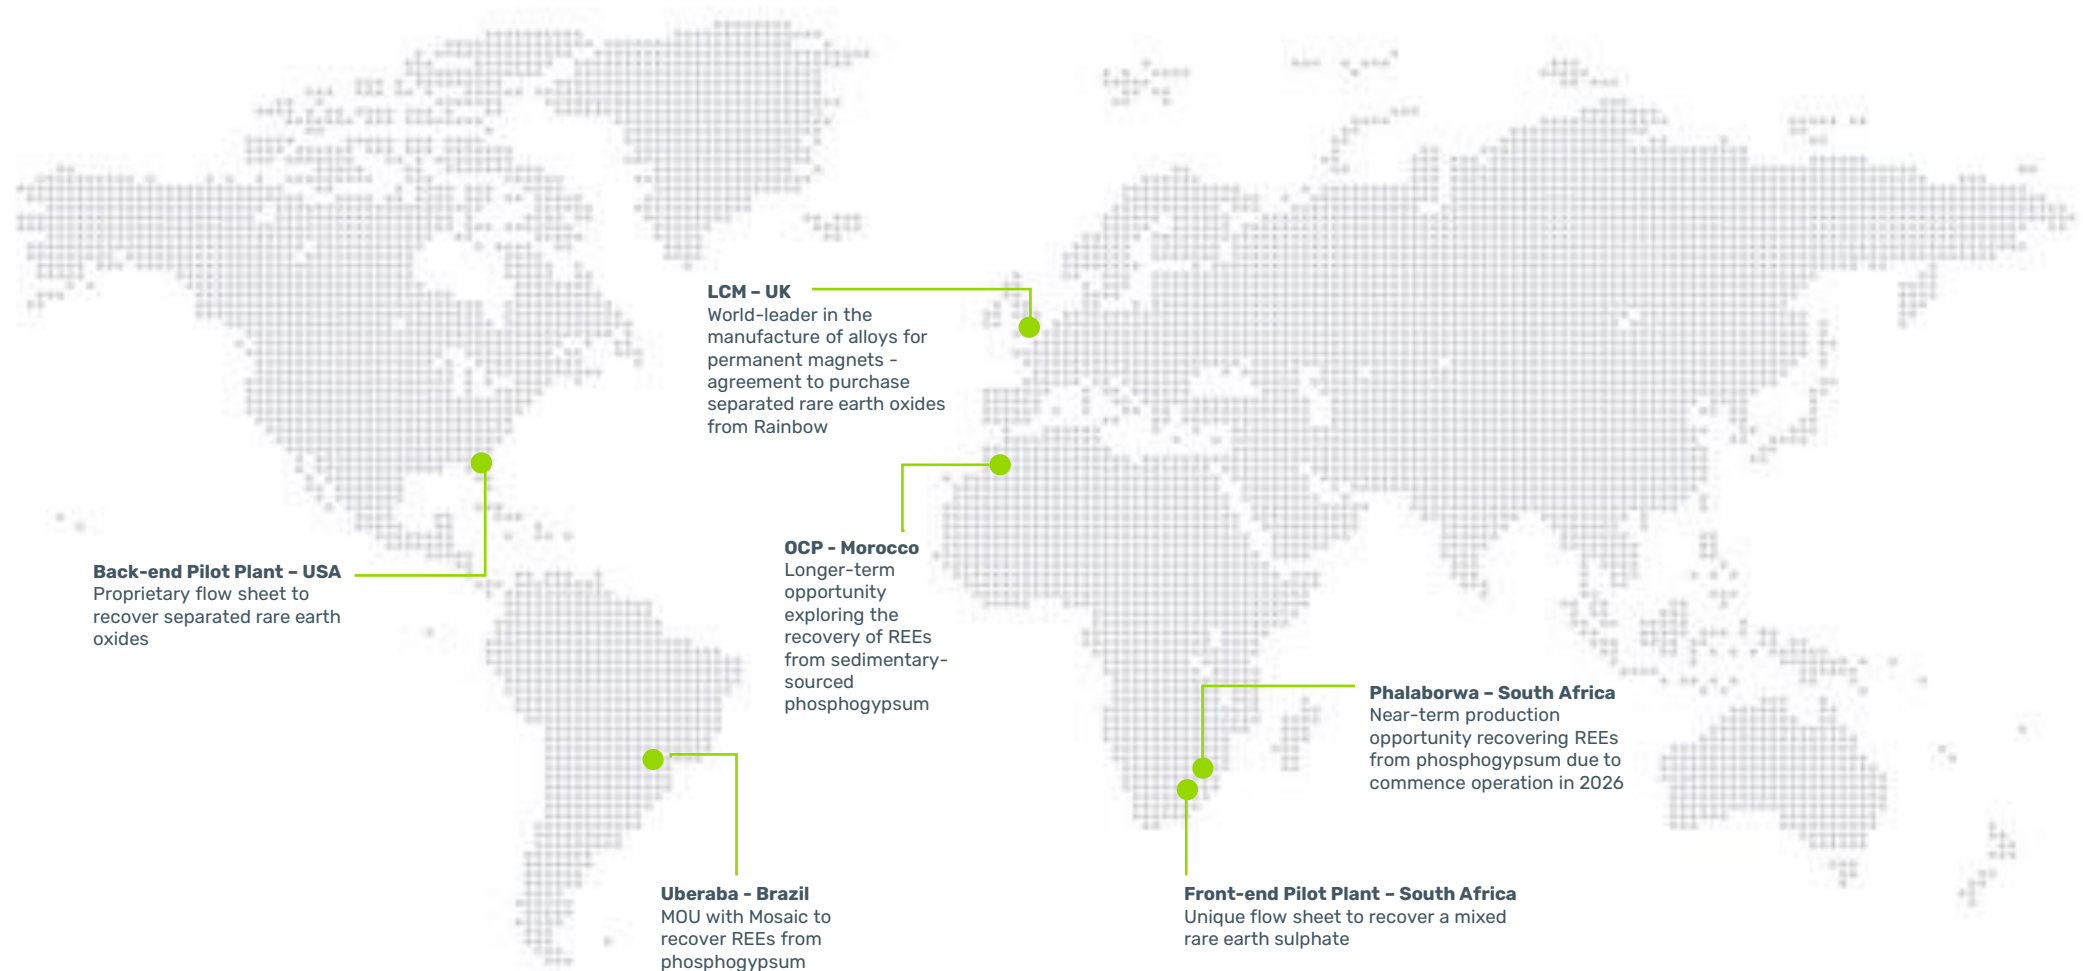 LCM – UK
World-leader in the
manufacture of alloys for
permanent magnets -
agreement to purchase
separated rare earth oxides
from Rainbow
OCP - Morocco
Longer-term
opportunity
exploring the
recovery of REEs
from sedimentary-
sourced
phosphogypsum
Back-end Pilot Plant – USA
Proprietary flow sheet to
recover separated rare earth
oxides
Phalaborwa – South Africa
Near-term production
opportunity recovering REEs
from phosphogypsum due to
commence operation in 2026
Uberaba - Brazil
MOU with Mosaic to
recover REEs from
phosphogypsum
Front-end Pilot Plant – South Africa
Unique flow sheet to recover a mixed
rare earth sulphate